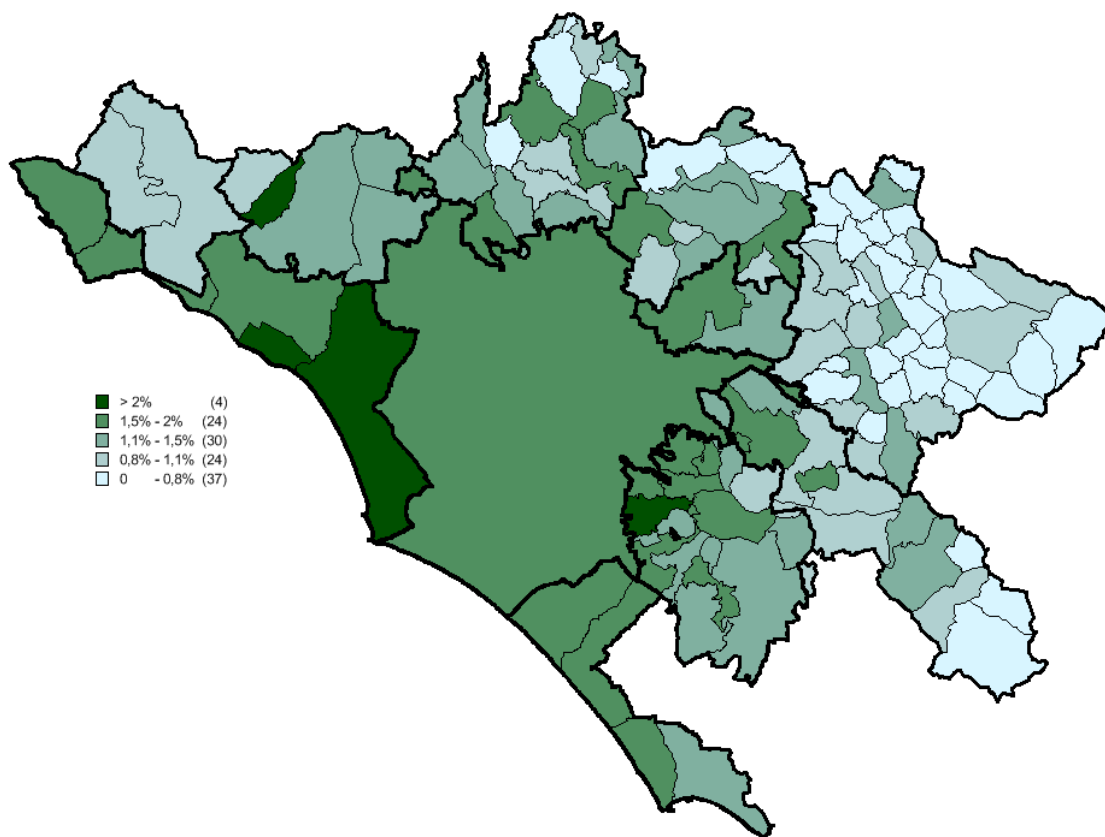 > 2% (4)
1,5% - 2% (24)
1,1% - 1,5% (30)
0,8% - 1,1% (24)
0 - 0,8% (37)